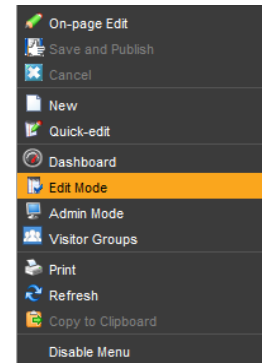 On-page Edit
Save and Publish
Cancel
New
Quick-edit
Dashboard
Edit Mode
Admin Mode
Visitor Groups
Print
Refresh
Copy to Clipboard
Disable Menu